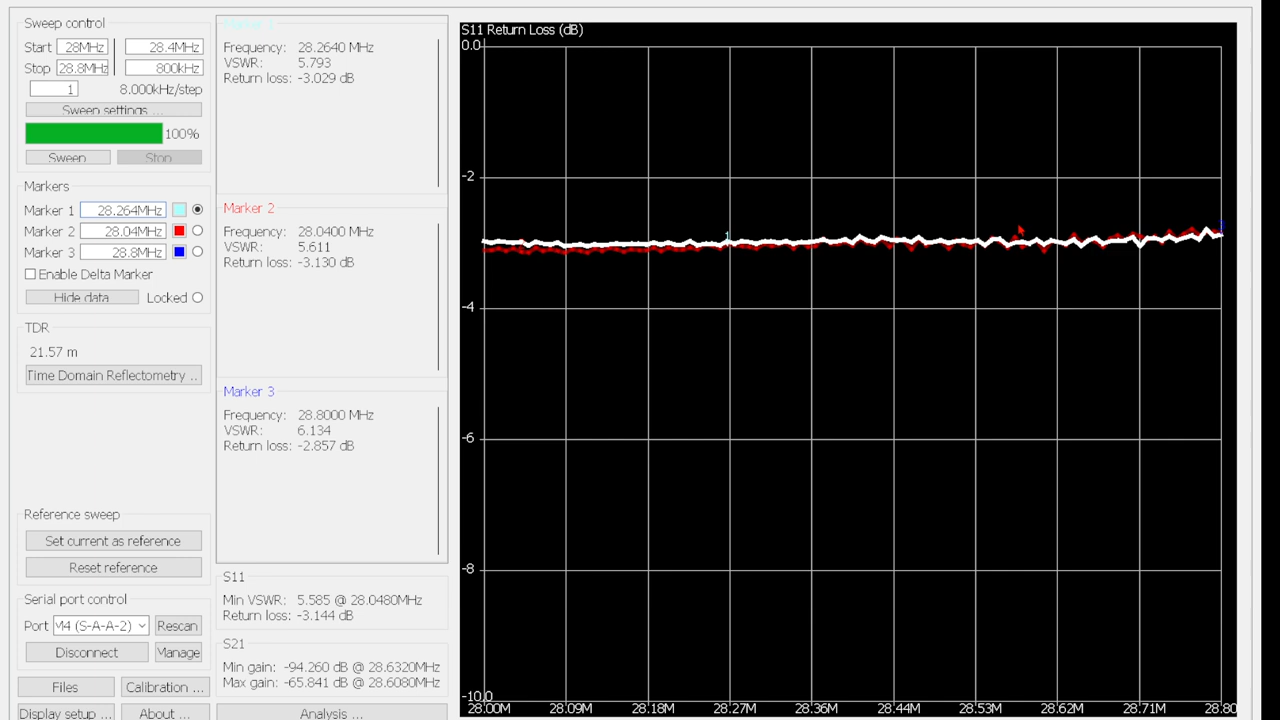 Sweep control
Start 28MHz 28.4MHz
Stop 28.8MHz 800kHz
1 8.000kHz/step
Sweep settings ...
100%
Sweep Stop
Markers
Marker 1 28.264MHz
Marker 2 28.04MHz
Marker 3 28.8MHz
Enable Delta Marker
Hide data Locked
TDR
21.57 m
Time Domain Reflectometry ..
Reference sweep
Set current as reference
Reset reference
Serial port control
Port M4 (S-A-A-2) Rescan
Disconnect Manage
Files Calibration ...
Display setup ... About ...
Marker 1
Frequency: 28.2640 MHz
VSWR: 5.793
Return loss: -3.029 dB
Marker 2
Frequency: 28.0400 MHz
VSWR: 5.611
Return loss: -3.130 dB
Marker 3
Frequency: 28.8000 MHz
VSWR: 6.134
Return loss: -2.857 dB
S11
Min VSWR: 5.585 @ 28.0480MHz
Return loss: -3.144 dB
S21
Min gain: -94.260 dB @ 28.6320MHz
Max gain: -65.841 dB @ 28.6080MHz
Analysis ...
S11 Return Loss (dB)
0.0
-2
1
-4
-6
-8
-10.0
28.00M 28.09M 28.18M 28.27M 28.36M 28.44M 28.53M 28.62M 28.71M 28.80